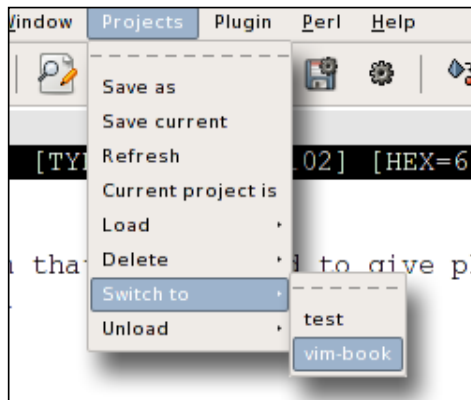 Window Projects Plugin Perl Help
Save as
Save current
[TY 02] [HEX=6
Refresh
Current project is
Load
n tha d to give pl
Delete
Switch to
test
Unload
vim-book